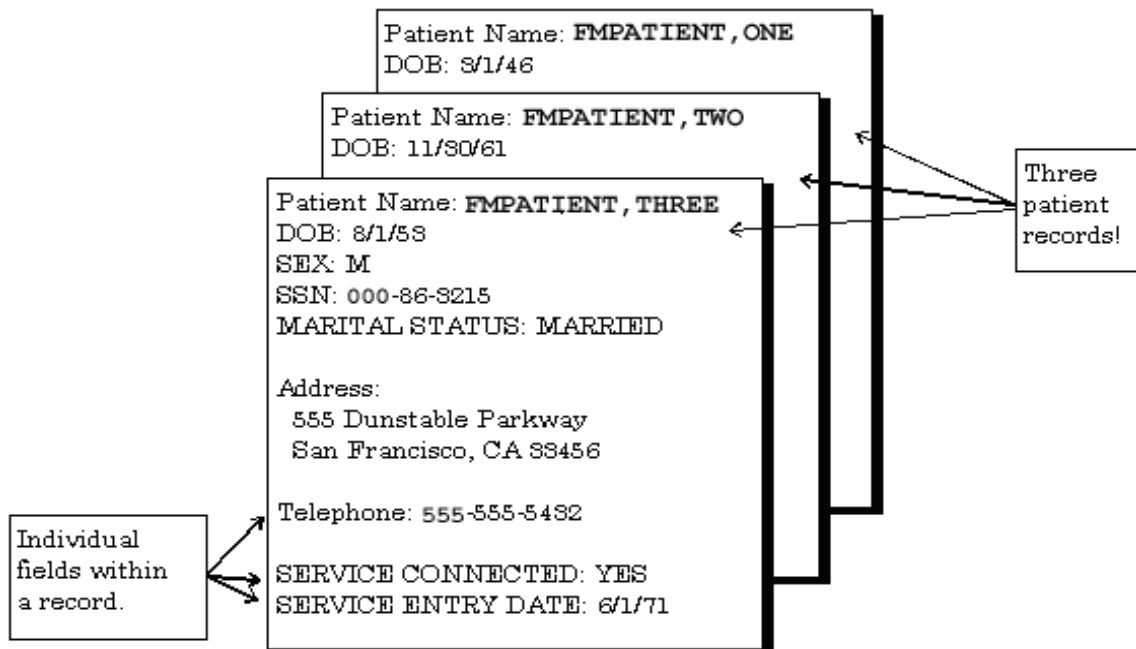 Patient Name: FMPATIENT,ONE
DOB: 3/1/46
Patient Name: FMPATIENT,TWO
DOB: 11/30/61
Patient Name: FMPATIENT,THREE
DOB: 8/1/53
SEX: M
SSN: 000-86-3215
MARITAL STATUS: MARRIED
Address:
555 Dunstable Parkway
San Francisco, CA 33456
Telephone: 555-555-5432
SERVICE CONNECTED: YES
SERVICE ENTRY DATE: 6/1/71
Three
patient
records!
Individual
fields within
a record.